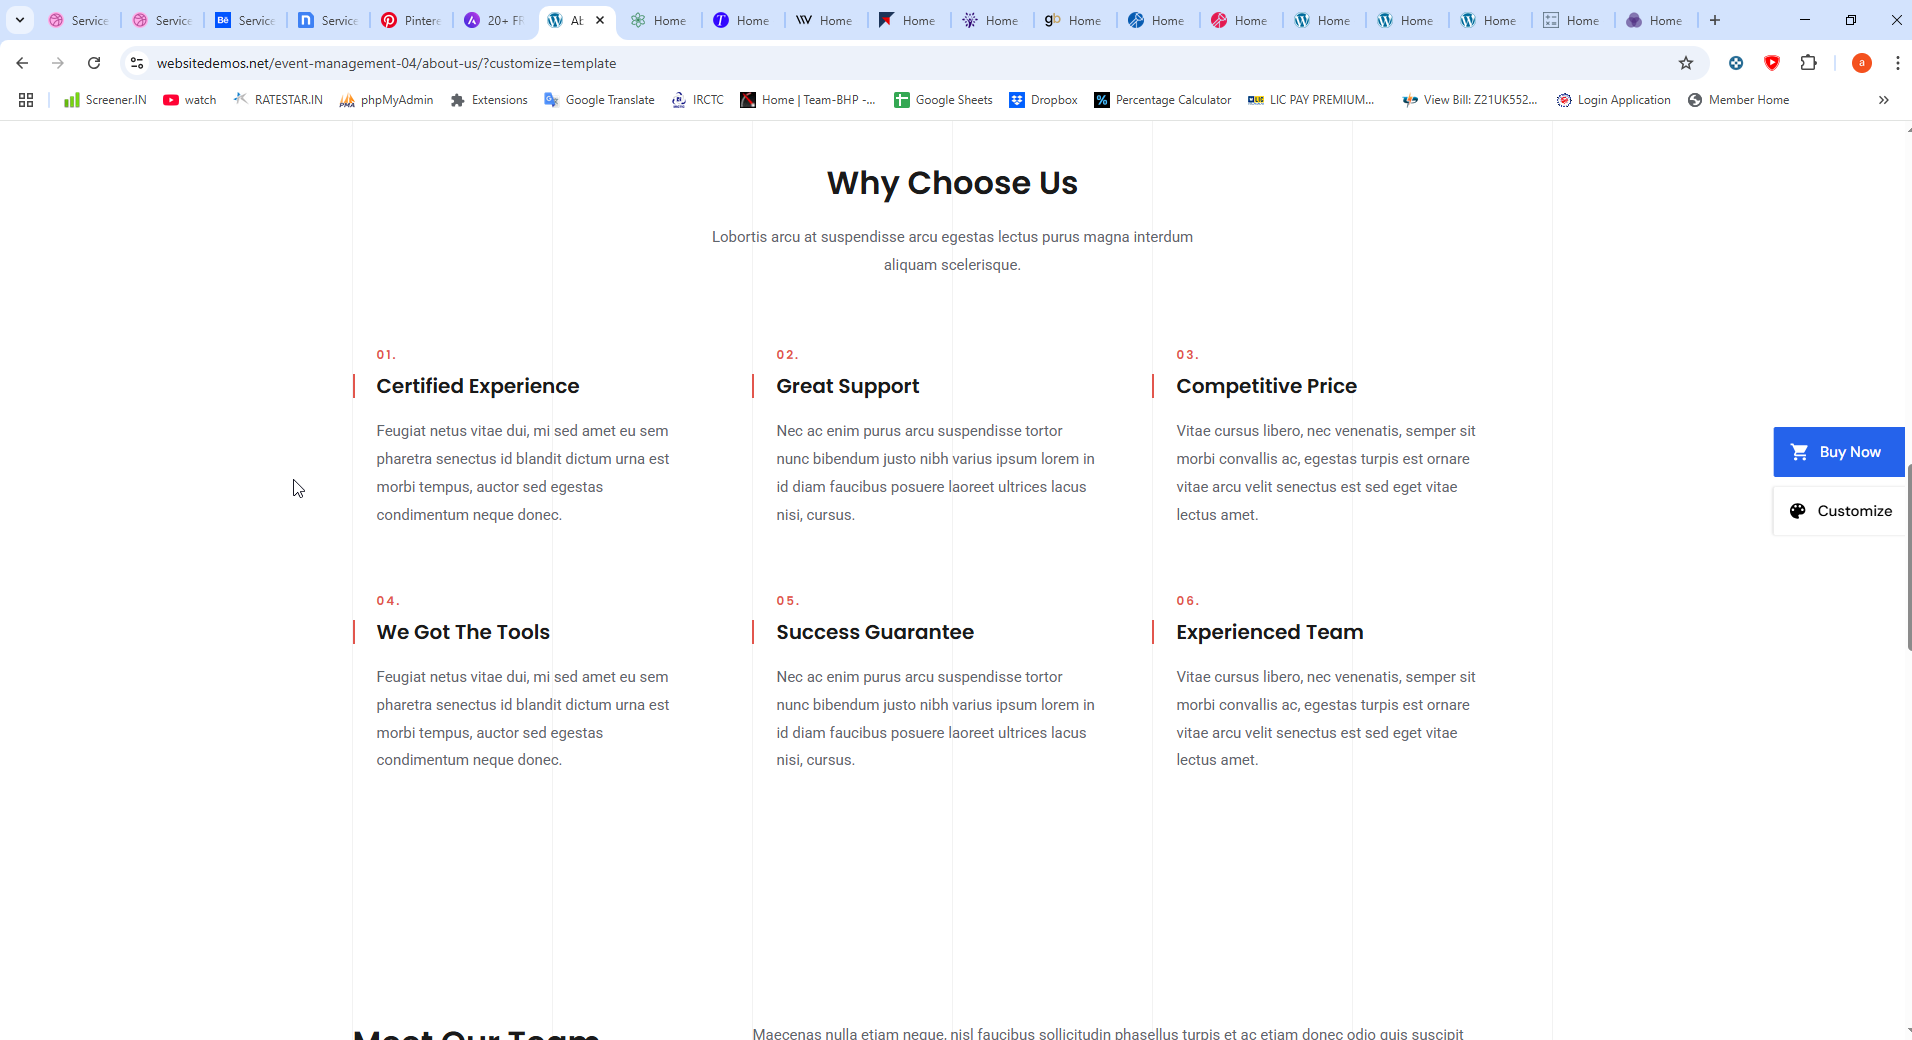 Service
Service
Service
Service
Pinter
20+ FR
Ab
Home
Home
Home
Home
Home
Home
Home
Home
Home
Home
Home
Home
Home
websitedemos.net/event-management-04/about-us/?customize=template
a
Screener.IN
watch
RATESTAR.IN
phpMyAdmin
Extensions
Google Translate
IRCTC
Home | Team-BHP -...
Google Sheets
Dropbox
Percentage Calculator
LIC PAY PREMIUM...
View Bill: Z21UK552...
Login Application
Member Home
Why Choose Us
Lobortis arcu at suspendisse arcu egestas lectus purus magna interdum
aliquam scelerisque.
01.
Certified Experience
Feugiat netus vitae dui, mi sed amet eu sem
pharetra senectus id blandit dictum urna est
morbi tempus, auctor sed egestas
condimentum neque donec.
02.
Great Support
Nec ac enim purus arcu suspendisse tortor
nunc bibendum justo nibh varius ipsum lorem in
id diam faucibus posuere laoreet ultrices lacus
nisi, cursus.
03.
Competitive Price
Vitae cursus libero, nec venenatis, semper sit
morbi convallis ac, egestas turpis est ornare
vitae arcu velit senectus est sed eget vitae
lectus amet.
Buy Now
Customize
04.
We Got The Tools
Feugiat netus vitae dui, mi sed amet eu sem
pharetra senectus id blandit dictum urna est
morbi tempus, auctor sed egestas
condimentum neque donec.
05.
Success Guarantee
Nec ac enim purus arcu suspendisse tortor
nunc bibendum justo nibh varius ipsum lorem in
id diam faucibus posuere laoreet ultrices lacus
nisi, cursus.
06.
Experienced Team
Vitae cursus libero, nec venenatis, semper sit
morbi convallis ac, egestas turpis est ornare
vitae arcu velit senectus est sed eget vitae
lectus amet.
Meet Our Team
Maecenas nulla etiam neque, nisl faucibus sollicitudin phasellus turpis et ac etiam donec odio quis suscipit